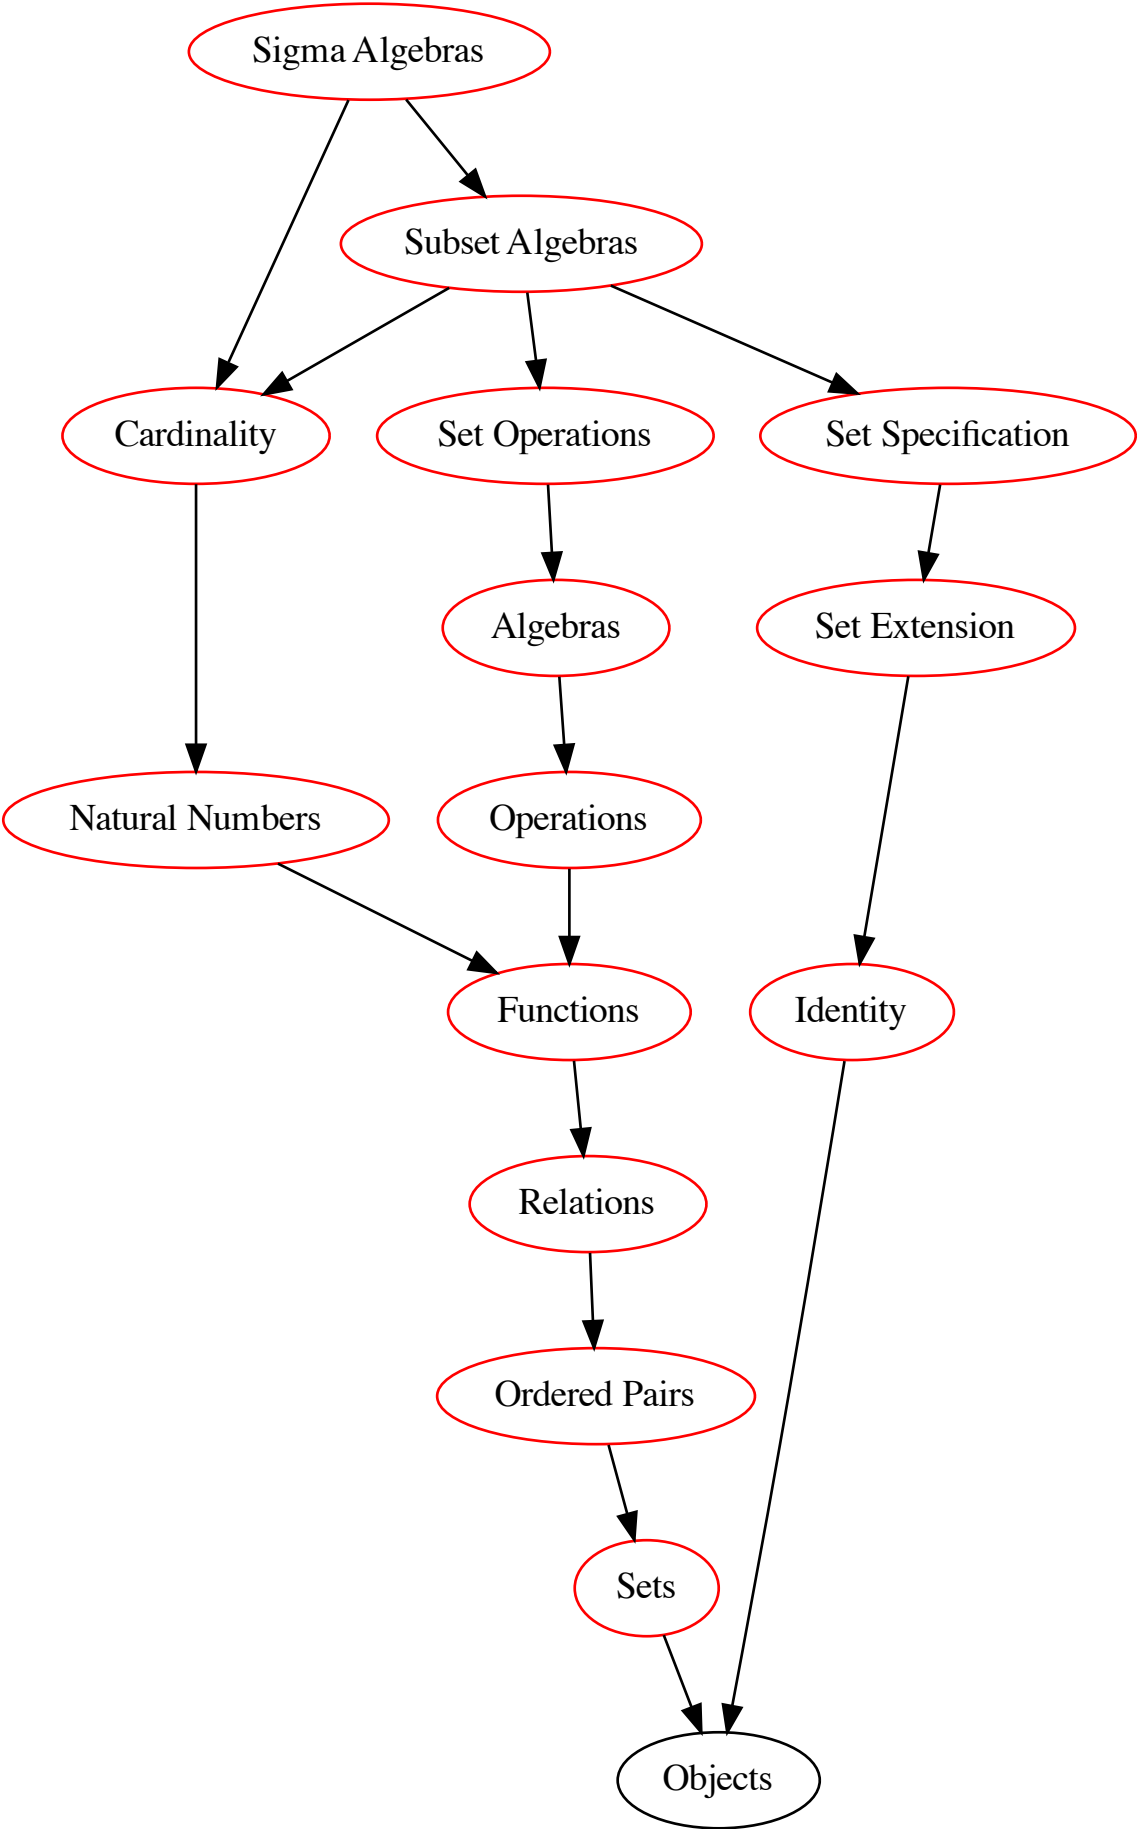 Sigma Algebras
Subset Algebras
Cardinality
Set Operations
Set Specification
Algebras
Set Extension
Natural Numbers
Operations
Functions
Identity
Relations
Ordered Pairs
Sets
Objects